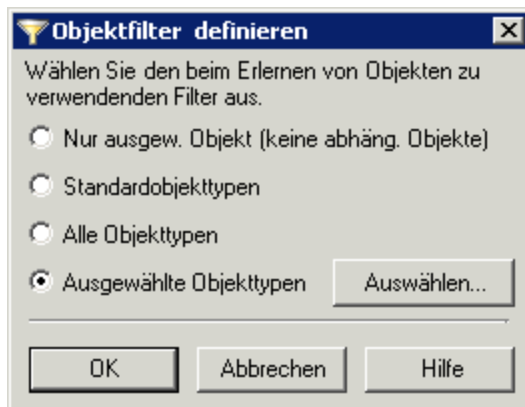 Objektfilter definieren
Wählen Sie den beim Erlernen von Objekten zu
verwendenden Filter aus.
Nur ausgew. Objekt (keine abhäng. Objekte)
Standardobjekttypen
Alle Objekttypen
Ausgewählte Objekttypen
Auswählen...
OK
Abbrechen
Hilfe